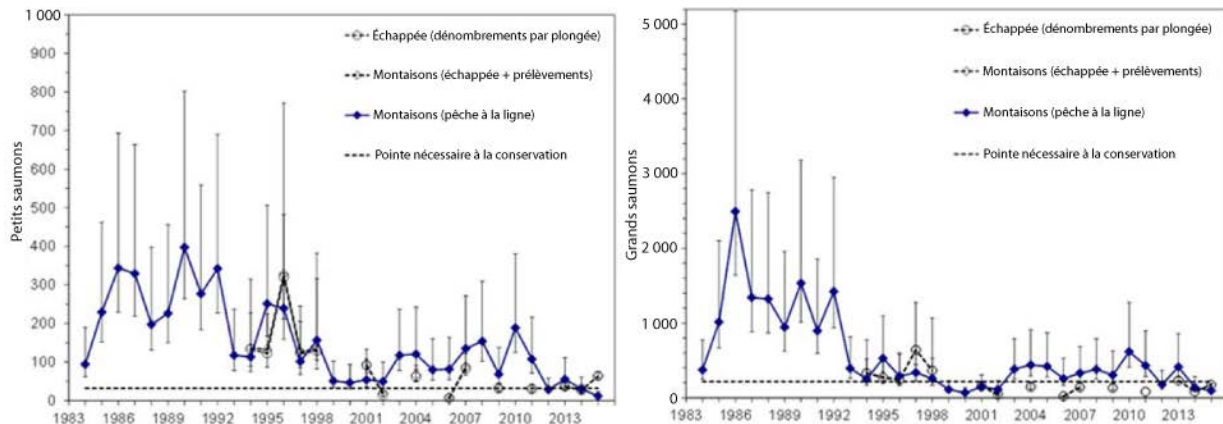 1 000
900
800
700
600
500
400
300
200
100
0
Petits saumons
Échappée (dénombrements par plongée)
Montaisons (échappée + prélèvements)
Montaisons (pêche à la ligne)
Pointe nécessaire à la conservation
1983 1986 1989 1992 1995 1998 2001 2004 2007 2010 2013
5 000
4 000
3 000
2 000
1 000
0
Grands saumons
Échappée (dénombrements par plongée)
Montaisons (échappée + prélèvements)
Montaisons (pêche à la ligne)
Pointe nécessaire à la conservation
1983 1986 1989 1992 1995 1998 2001 2004 2007 2010 2013